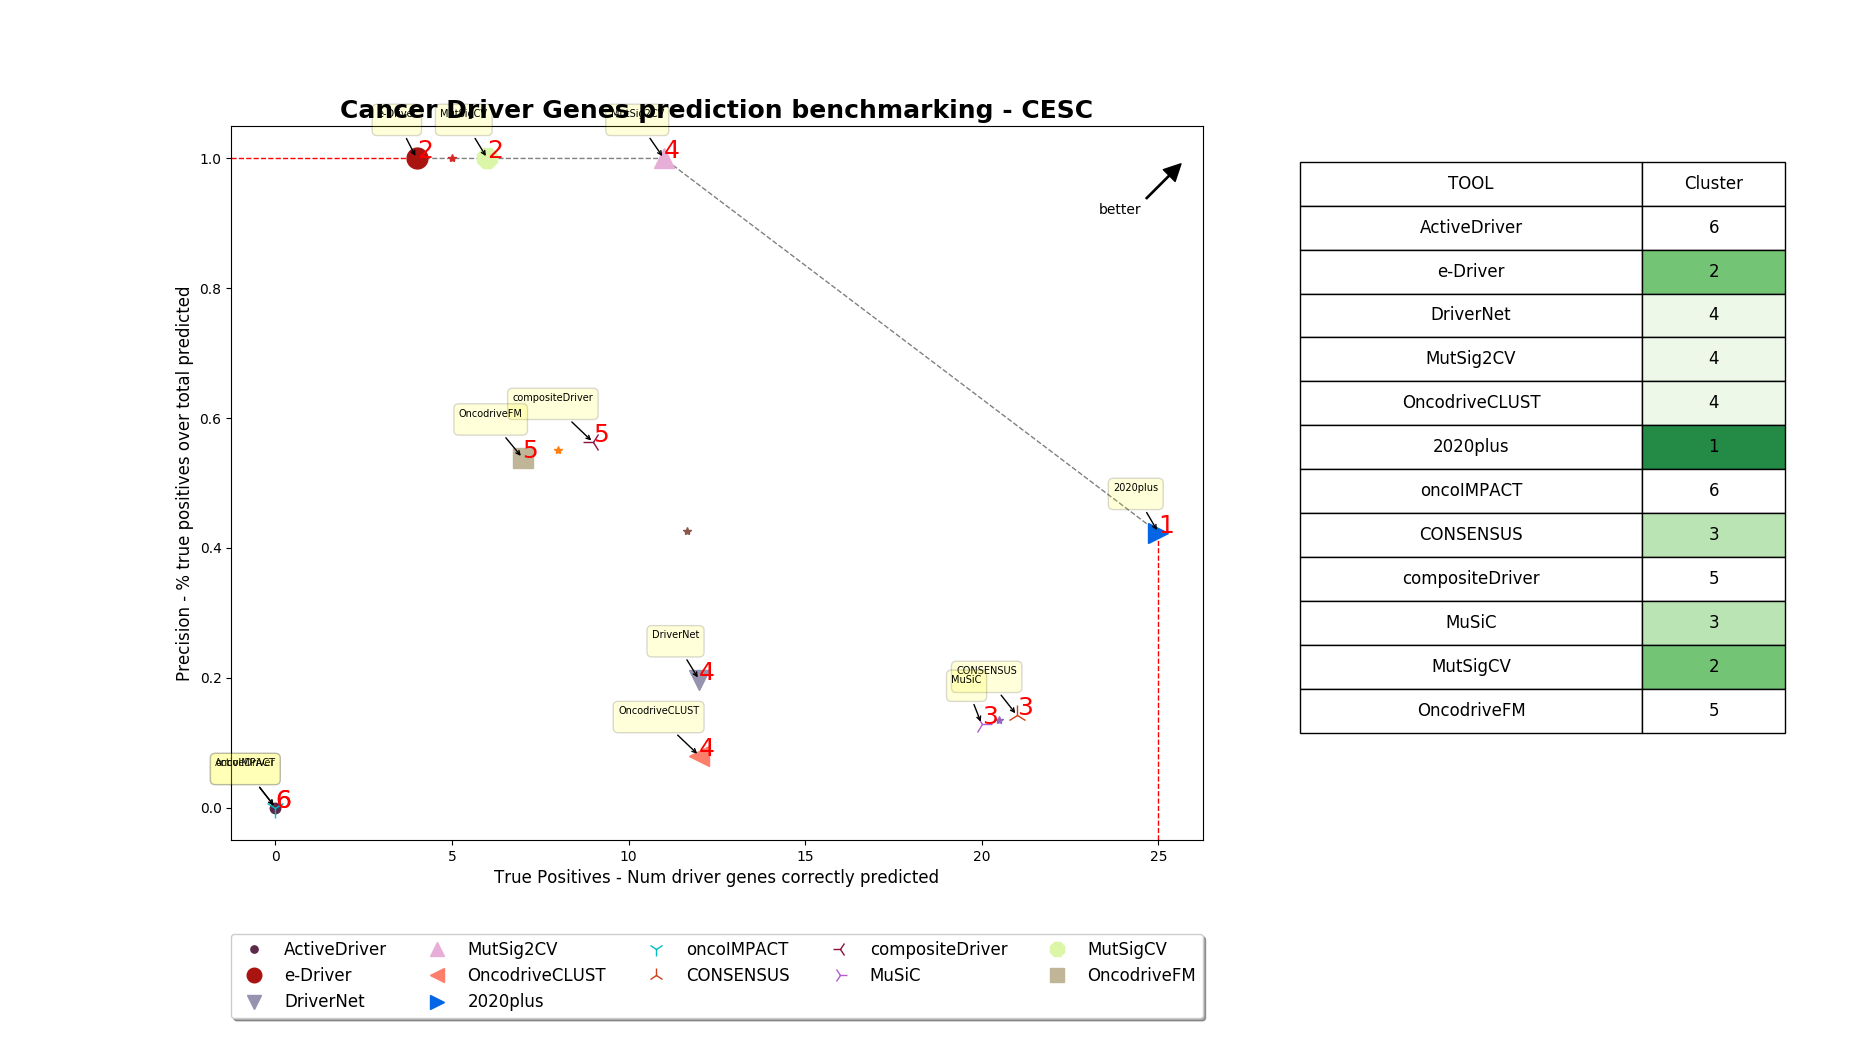 Cancer Driver Genes prediction benchmarking - CESC
MutSigCV
MutSig2CV
2
2
4
1.0
better
0.8
compositeDriver
OncodriveFM
5
0.6
5
2020plus
1
0.4
DriverNet
4
CONSENSUS
MuSiC
3
3
0.2
OncodriveCLUST
4
6
0.0
0
5
10
15
20
25
Precision - % true positives over total predicted
True Positives - Num driver genes correctly predicted
ActiveDriver
MutSig2CV
oncoIMPACT
compositeDriver
MutSigCV
e-Driver
OncodriveCLUST
CONSENSUS
MuSiC
OncodriveFM
DriverNet
2020plus
TOOL Cluster
ActiveDriver 6
e-Driver 2
DriverNet 4
MutSig2CV 4
OncodriveCLUST 4
2020plus 1
oncoIMPACT 6
CONSENSUS 3
compositeDriver 5
MuSiC 3
MutSigCV 2
OncodriveFM 5